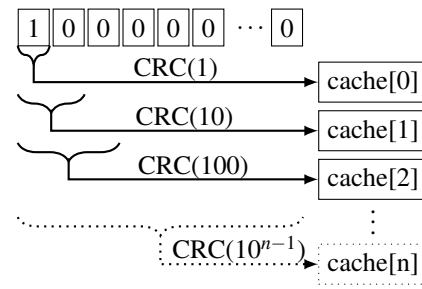 1 0 0 0 0 0 ⋯ 0
CRC(1)
cache[0]
CRC(10)
cache[1]
CRC(100)
cache[2]
⋮
CRC(10ⁿ⁻¹)
cache[n]